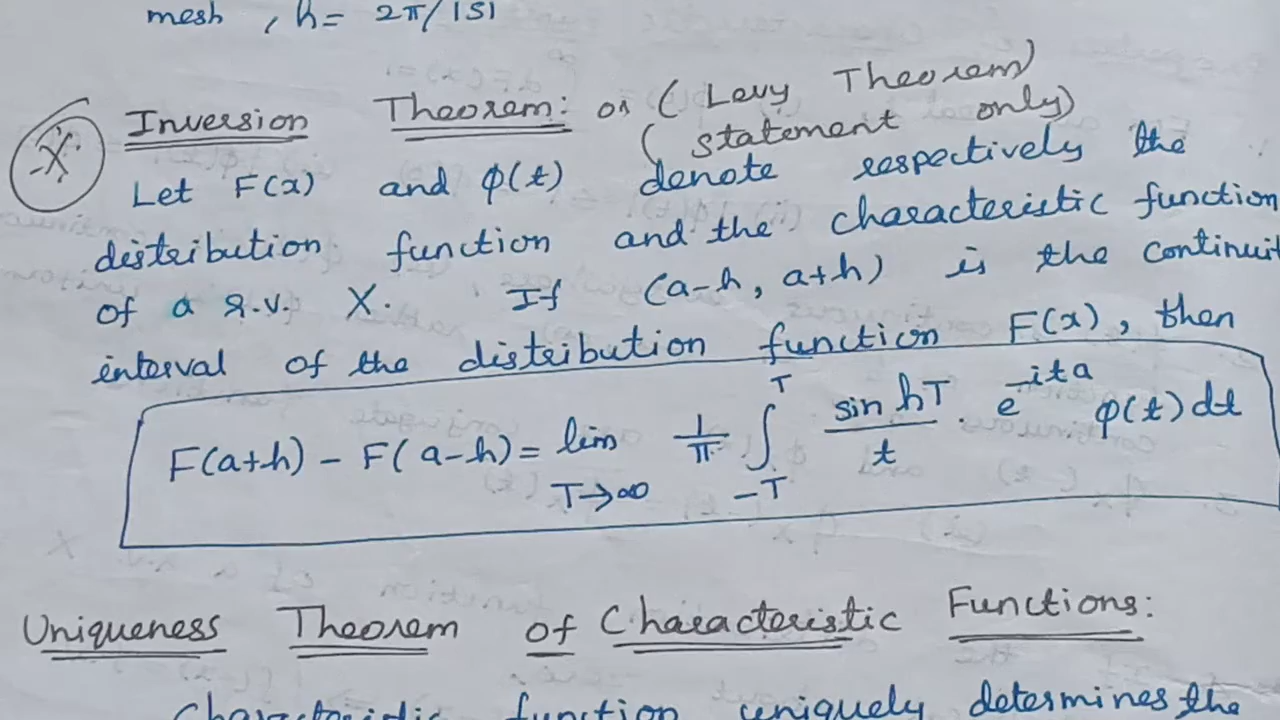 mesh , h = 2π/|S|
Inversion Theorem: or (Levy Theorem)
(statement only)
Let F(x) and φ(t) denote respectively the
distribution function and the characteristic function
of a r.v. X. If (a-h, a+h) is the continuit
interval of the distribution function F(x), then
F(a+h) - F(a-h) = lim T→∞ 1/π ∫_{-T}^{T} sin hT / t . e^{-ita} φ(t) dt
Uniqueness Theorem of Characteristic Functions:
Characteristic function uniquely determines the